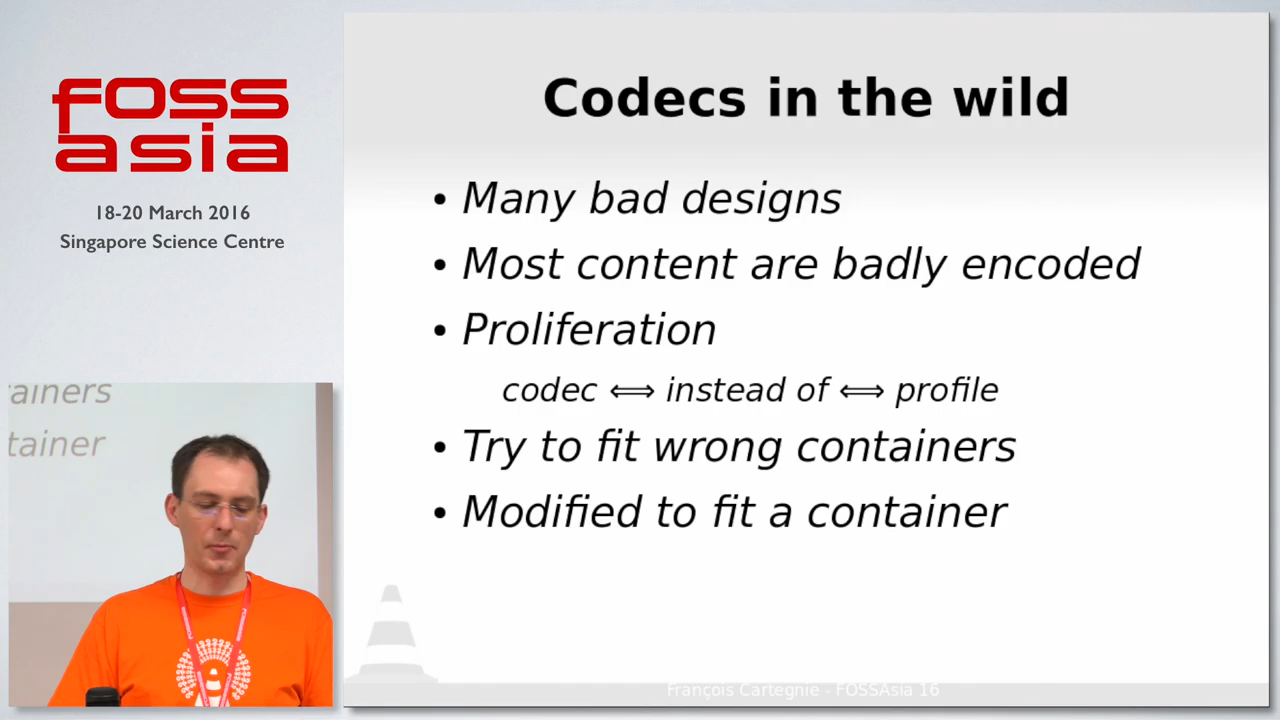 foss
asia
18-20 March 2016
Singapore Science Centre
ainers
tainer
Codecs in the wild
• Many bad designs
• Most content are badly encoded
• Proliferation
codec ⟺ instead of ⟺ profile
• Try to fit wrong containers
• Modified to fit a container
François Cartegnie - FOSSAsia 16